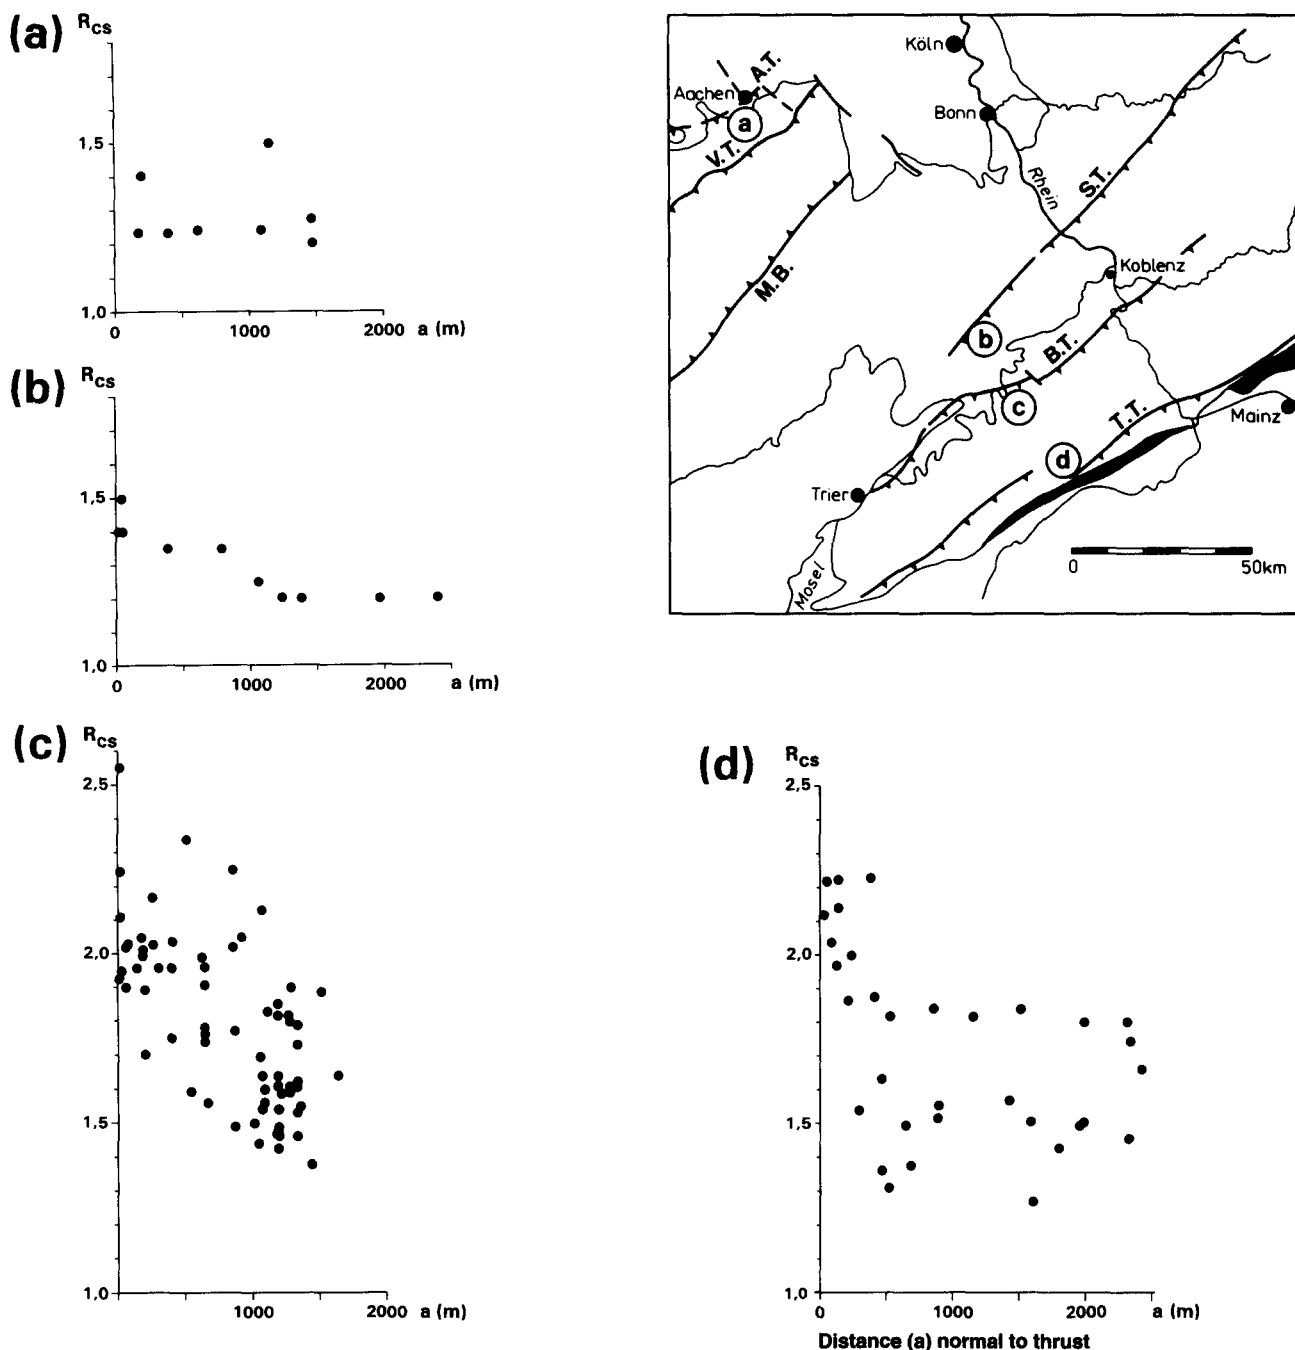 (a)
Rcs
1,5
1,0
0
1000
2000
a (m)
(b)
Rcs
1,5
1,0
0
1000
2000
a (m)
(c)
Rcs
2,5
2,0
1,5
1,0
0
1000
2000
a (m)
Köln
Aachen
A.T.
a
Bonn
V.T.
Rhein
S.T.
M.B.
Koblenz
b
B.T.
c
T.T.
Mainz
d
Trier
Mosel
0
50km
(d)
Rcs
2,5
2,0
1,5
1,0
0
1000
2000
a (m)
Distance (a) normal to thrust